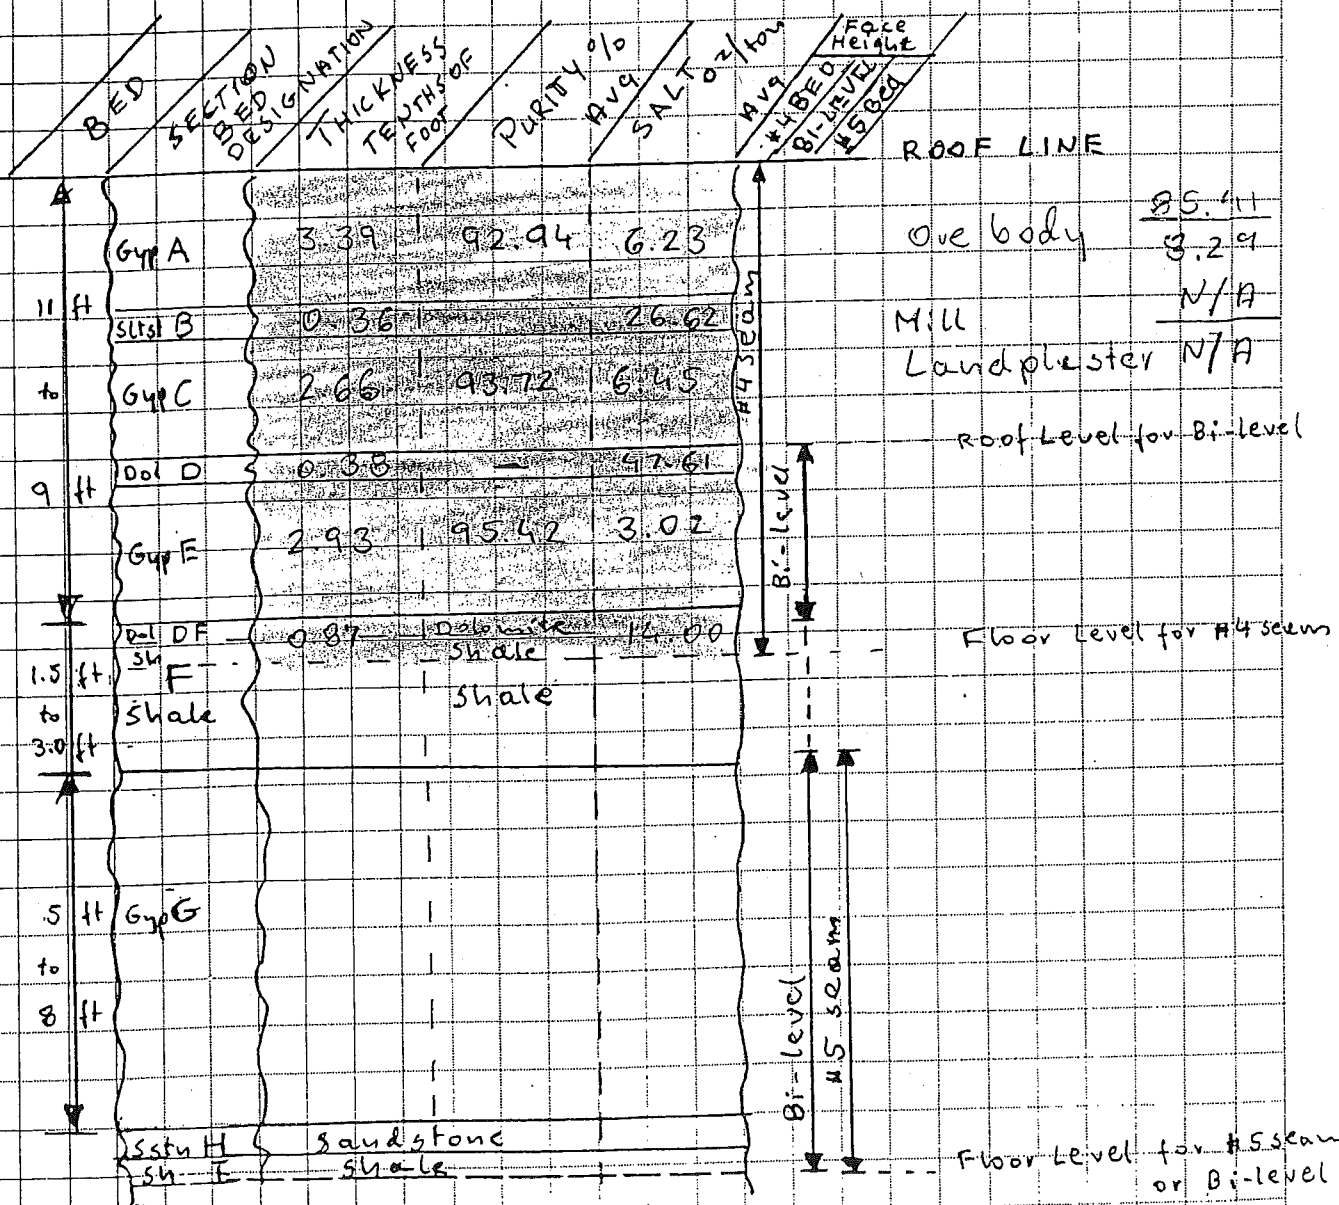 BED
SECTION BED DESIGNATION
THICKNESS TENTHS OF FOOT
PURITY % Avg
SALT oz/ton Avg
Face Height
#4 BED
BI-LEVEL
#5 Bed
ROOF LINE
Gyp A 3.39 92.94 6.23
Ore body 85.41
8.29
11 ft
Sltst B 0.36 26.62
Mill N/A
to
Gyp C 2.66 93.72 6.45
Landplester N/A
#4 seam
Roof Level for Bi-level
Dol D 0.38 — 47.61
9 ft
Bi-level
Gyp E 2.93 95.42 3.02
Dol DF 0.87 Dolomite 14.00
Floor Level for #4 seam
Sh Shale
1.5 ft F Shale
to Shale
3.0 ft
.5 ft Gyp G
to
8 ft
Bi-level
#5 seam
Sstn H Sandstone
Sh Shale
Floor Level for #5 seam
or Bi-level